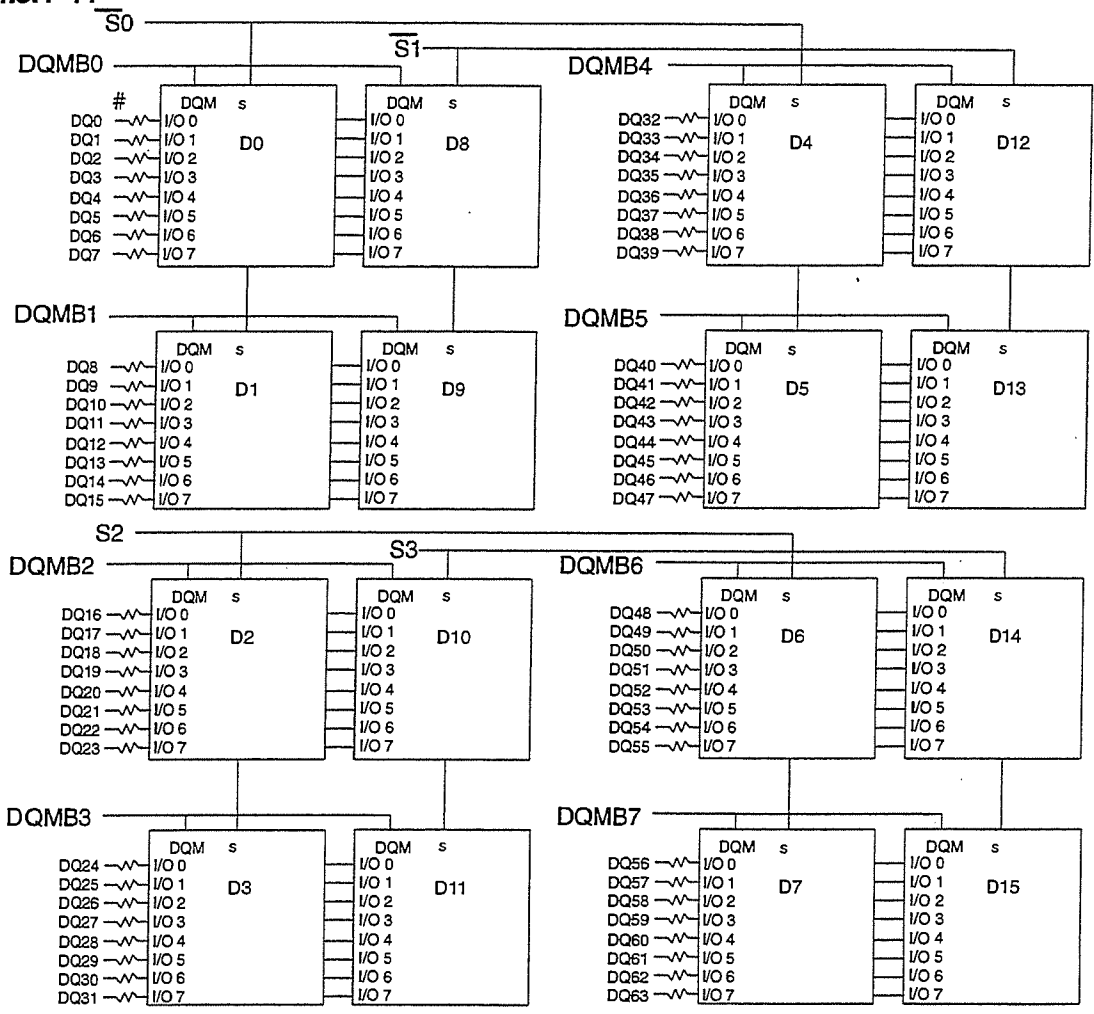 S0
S1
DQMB0
DQMB4
#
DQM s
D0
DQ0 I/O 0
DQ1 I/O 1
DQ2 I/O 2
DQ3 I/O 3
DQ4 I/O 4
DQ5 I/O 5
DQ6 I/O 6
DQ7 I/O 7
DQM s
D8
I/O 0
I/O 1
I/O 2
I/O 3
I/O 4
I/O 5
I/O 6
I/O 7
DQM s
D4
DQ32 I/O 0
DQ33 I/O 1
DQ34 I/O 2
DQ35 I/O 3
DQ36 I/O 4
DQ37 I/O 5
DQ38 I/O 6
DQ39 I/O 7
DQM s
D12
I/O 0
I/O 1
I/O 2
I/O 3
I/O 4
I/O 5
I/O 6
I/O 7
DQMB1
DQMB5
DQM s
D1
DQ8 I/O 0
DQ9 I/O 1
DQ10 I/O 2
DQ11 I/O 3
DQ12 I/O 4
DQ13 I/O 5
DQ14 I/O 6
DQ15 I/O 7
DQM s
D9
I/O 0
I/O 1
I/O 2
I/O 3
I/O 4
I/O 5
I/O 6
I/O 7
DQM s
D5
DQ40 I/O 0
DQ41 I/O 1
DQ42 I/O 2
DQ43 I/O 3
DQ44 I/O 4
DQ45 I/O 5
DQ46 I/O 6
DQ47 I/O 7
DQM s
D13
I/O 0
I/O 1
I/O 2
I/O 3
I/O 4
I/O 5
I/O 6
I/O 7
S2
S3
DQMB2
DQMB6
DQM s
D2
DQ16 I/O 0
DQ17 I/O 1
DQ18 I/O 2
DQ19 I/O 3
DQ20 I/O 4
DQ21 I/O 5
DQ22 I/O 6
DQ23 I/O 7
DQM s
D10
I/O 0
I/O 1
I/O 2
I/O 3
I/O 4
I/O 5
I/O 6
I/O 7
DQM s
D6
DQ48 I/O 0
DQ49 I/O 1
DQ50 I/O 2
DQ51 I/O 3
DQ52 I/O 4
DQ53 I/O 5
DQ54 I/O 6
DQ55 I/O 7
DQM s
D14
I/O 0
I/O 1
I/O 2
I/O 3
I/O 4
I/O 5
I/O 6
I/O 7
DQMB3
DQMB7
DQM s
D3
DQ24 I/O 0
DQ25 I/O 1
DQ26 I/O 2
DQ27 I/O 3
DQ28 I/O 4
DQ29 I/O 5
DQ30 I/O 6
DQ31 I/O 7
DQM s
D11
I/O 0
I/O 1
I/O 2
I/O 3
I/O 4
I/O 5
I/O 6
I/O 7
DQM s
D7
DQ56 I/O 0
DQ57 I/O 1
DQ58 I/O 2
DQ59 I/O 3
DQ60 I/O 4
DQ61 I/O 5
DQ62 I/O 6
DQ63 I/O 7
DQM s
D15
I/O 0
I/O 1
I/O 2
I/O 3
I/O 4
I/O 5
I/O 6
I/O 7